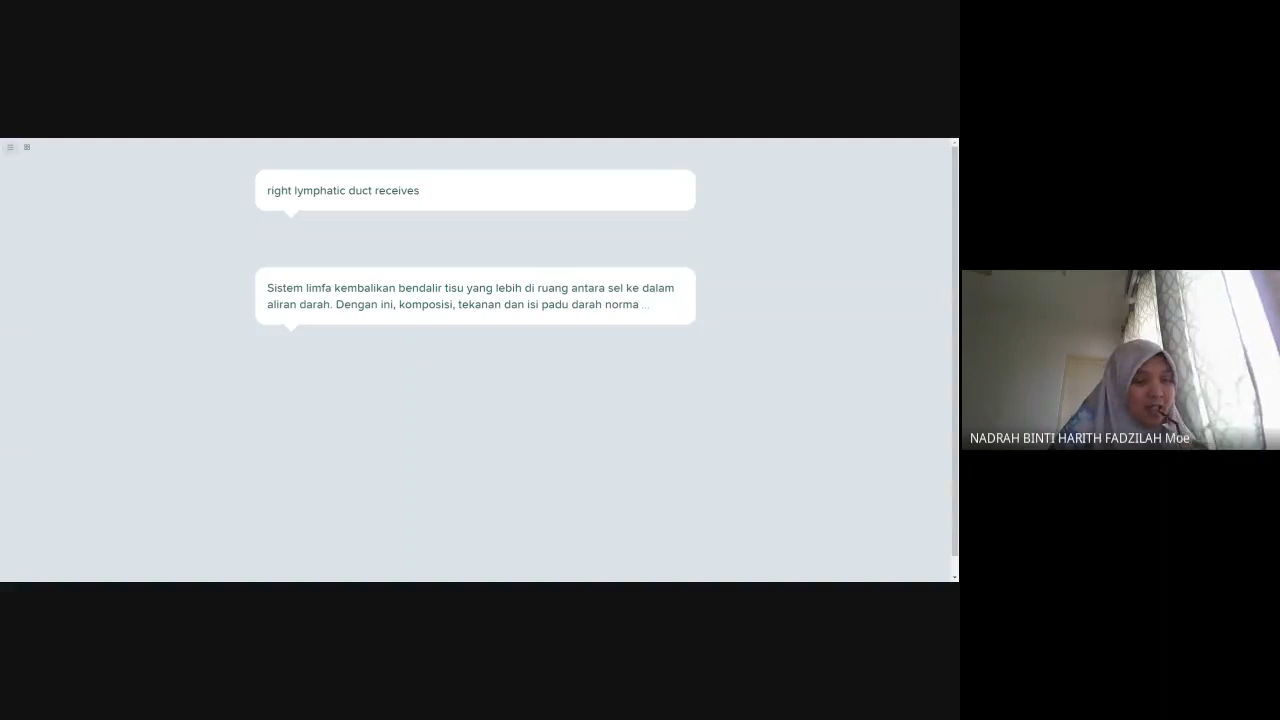 right lymphatic duct receives
Sistem limfa kembalikan bendalir tisu yang lebih di ruang antara sel ke dalam
aliran darah. Dengan ini, komposisi, tekanan dan isi padu darah norma ...
NADRAH BINTI HARITH FADZILAH Moe